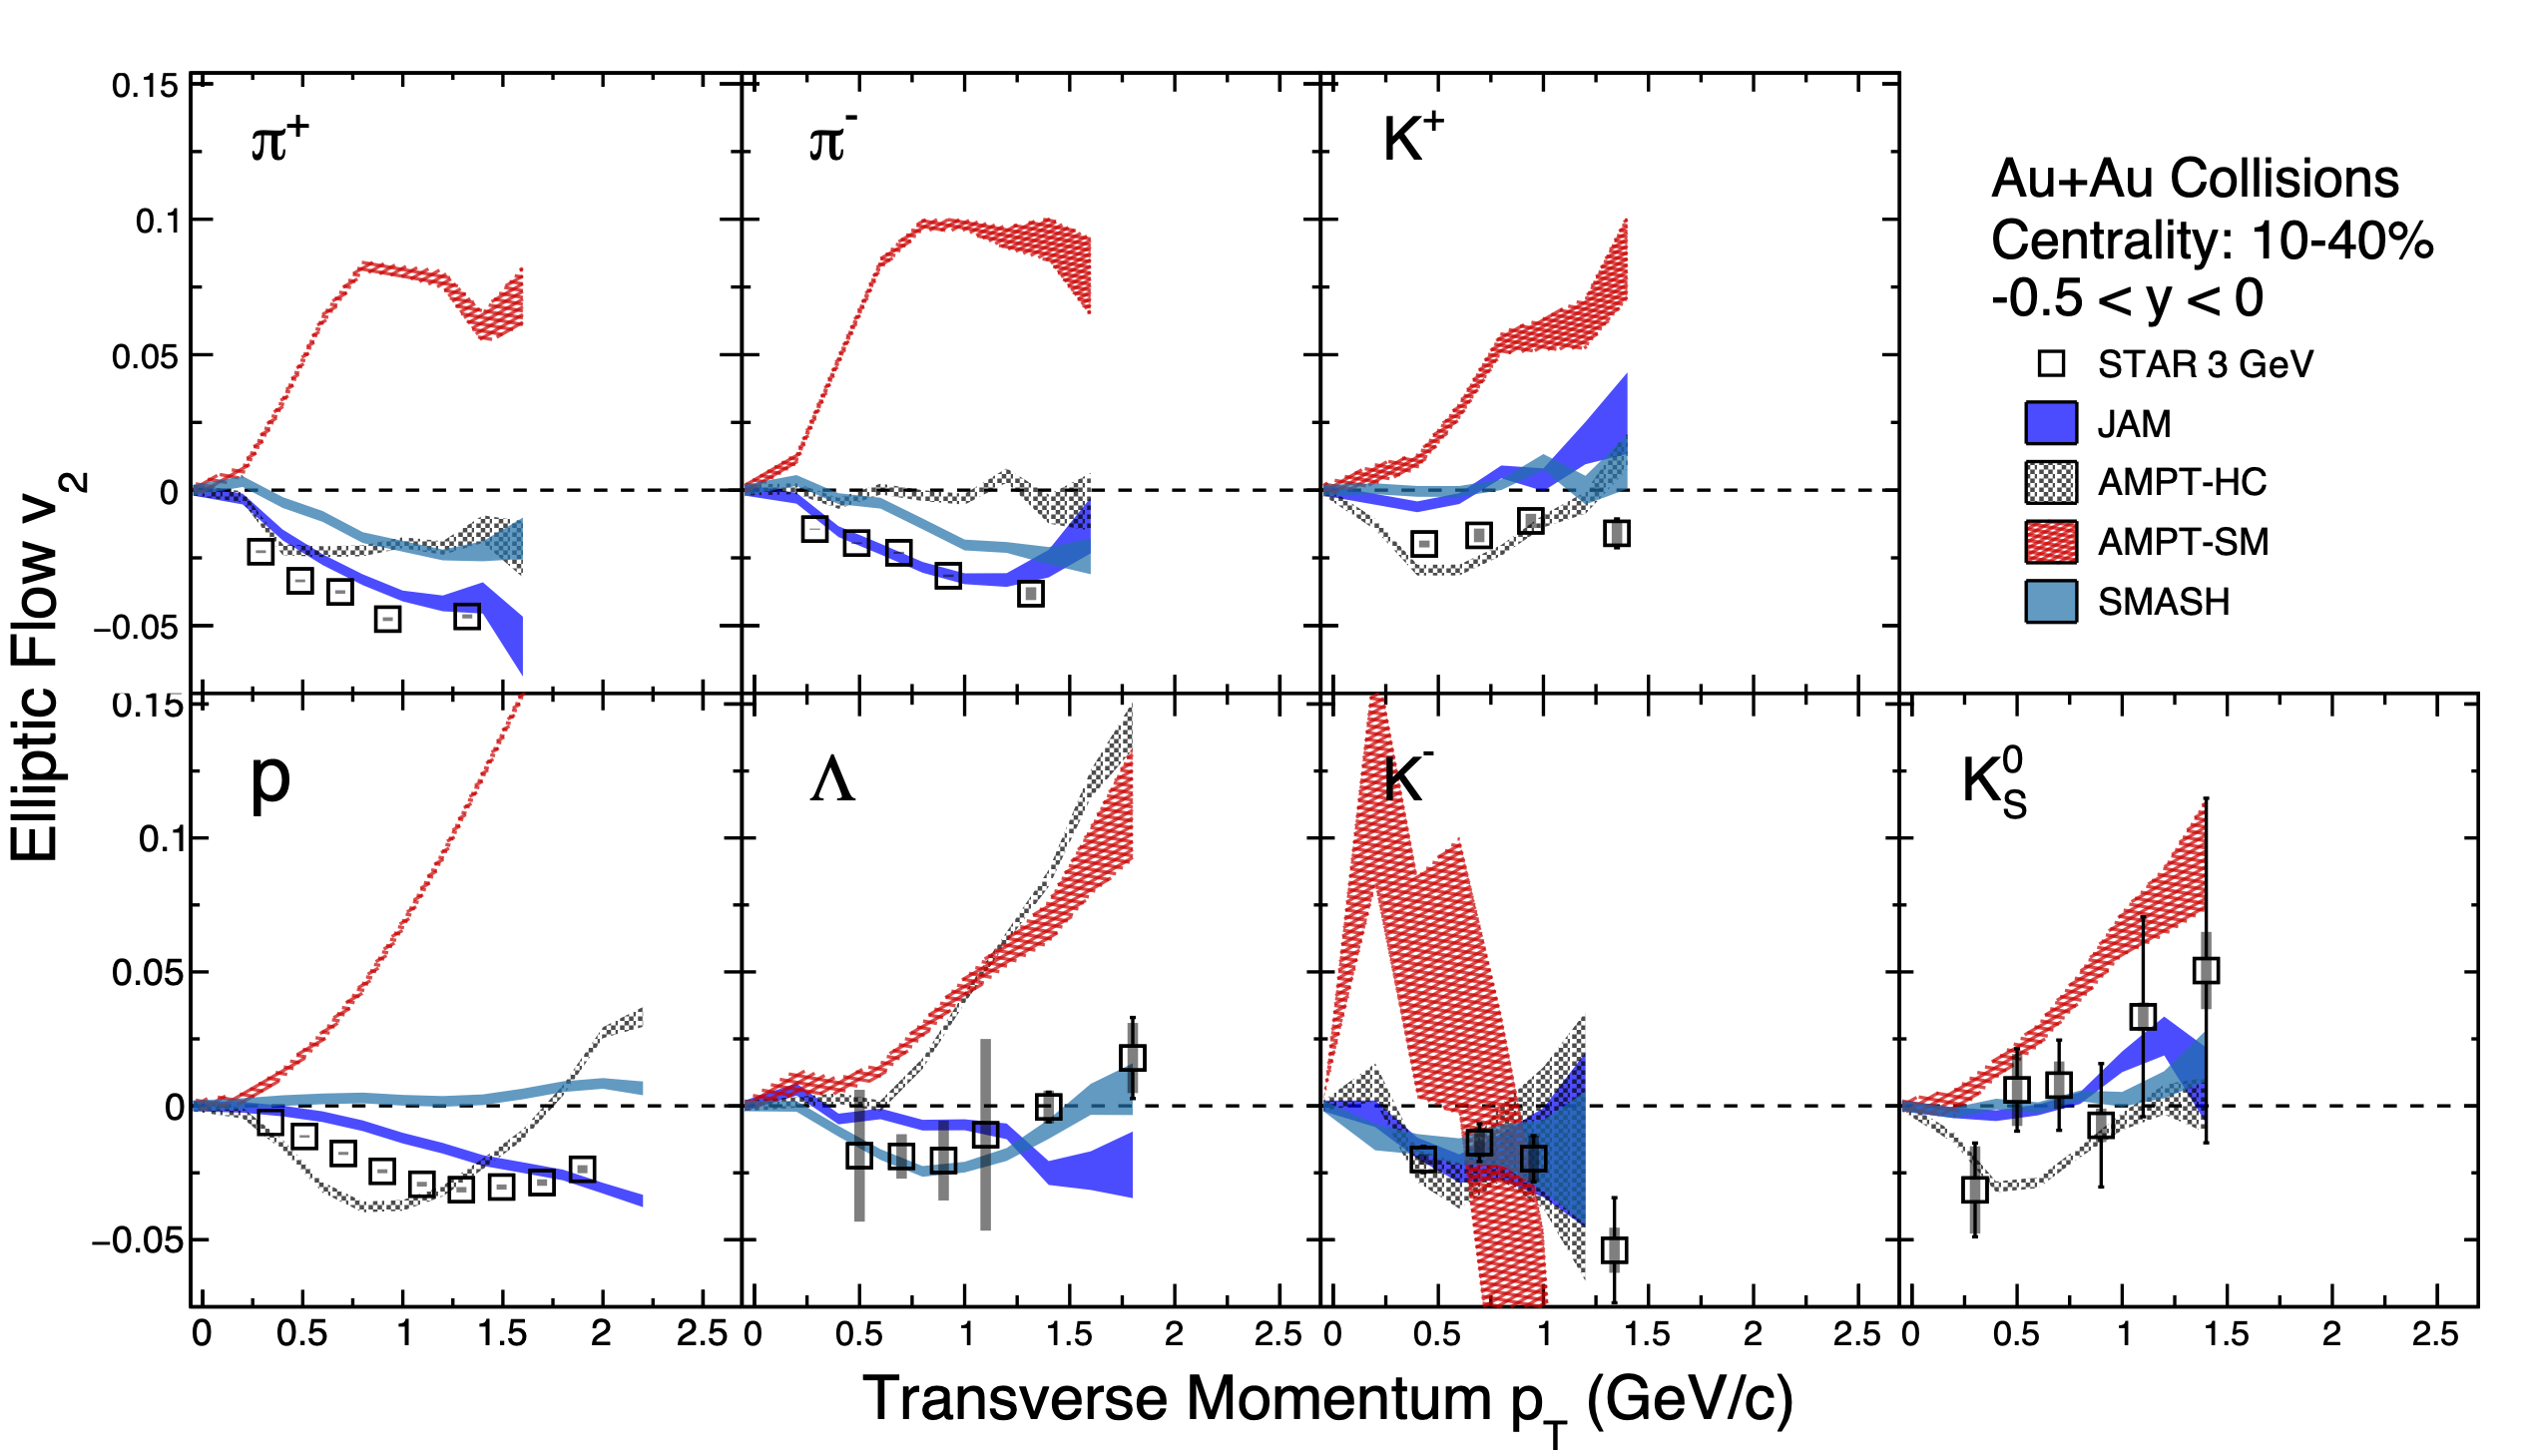 Elliptic Flow v2
0.15
0.1
0.05
0
−0.05
π+
π-
K+
Au+Au Collisions
Centrality: 10-40%
-0.5 < y < 0
STAR 3 GeV
JAM
AMPT-HC
AMPT-SM
SMASH
0.15
0.1
0.05
0
−0.05
p
Λ
K-
K0S
0 0.5 1 1.5 2 2.5
0 0.5 1 1.5 2 2.5
0 0.5 1 1.5 2 2.5
0 0.5 1 1.5 2 2.5
Transverse Momentum pT (GeV/c)